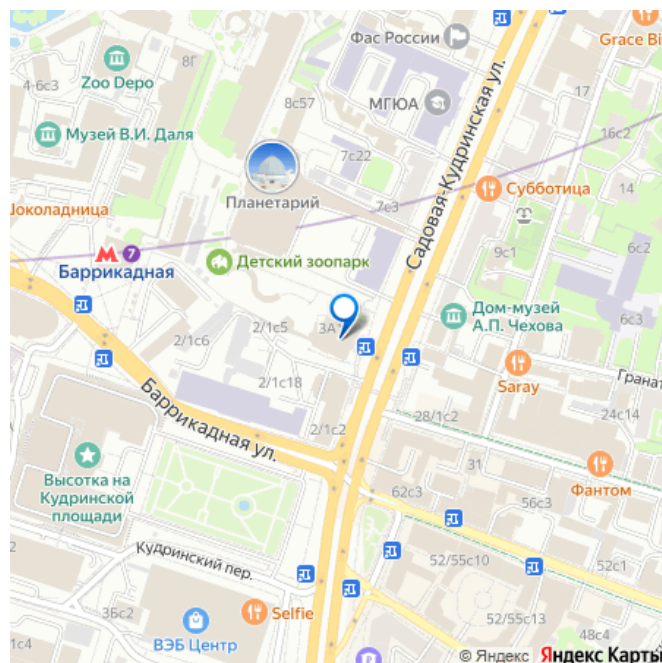 Фас России
Grace Bi
Zoo Depo
8Г
4-6с3
МГЮА
17
8с57
Музей В.И. Даля
16с2
7с22
Садовая-Кудринская ул.
Субботица
14
Планетарий
7с3
Шоколадница
6с2
9с1
7
Баррикадная
Детский зоопарк
Дом-музей
А.П. Чехова
6с3
3А
2/1с5
2/1с6
Saray
Гранат
2/1с18
Баррикадная ул.
28/1с2
24с14
2/1с2
31
Высотка на
Кудринской
площади
Фантом
62с3
56с3
Кудринский пер.
52/55с10
52с1
3Бс2
Selfie
52/55с13
ВЭБ Центр
48с4
1с4
© Яндекс Яндекс Карты